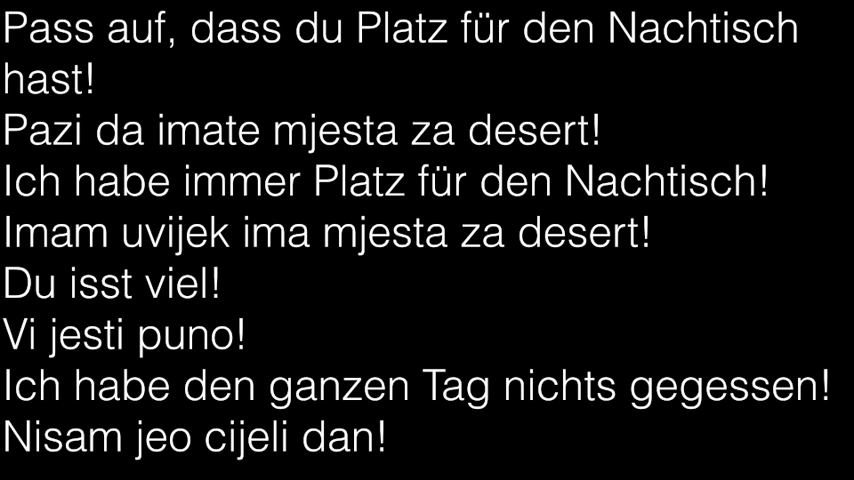 Pass auf, dass du Platz für den Nachtisch
hast!
Pazi da imate mjesta za desert!
Ich habe immer Platz für den Nachtisch!
Imam uvijek ima mjesta za desert!
Du isst viel!
Vi jesti puno!
Ich habe den ganzen Tag nichts gegessen!
Nisam jeo cijeli dan!